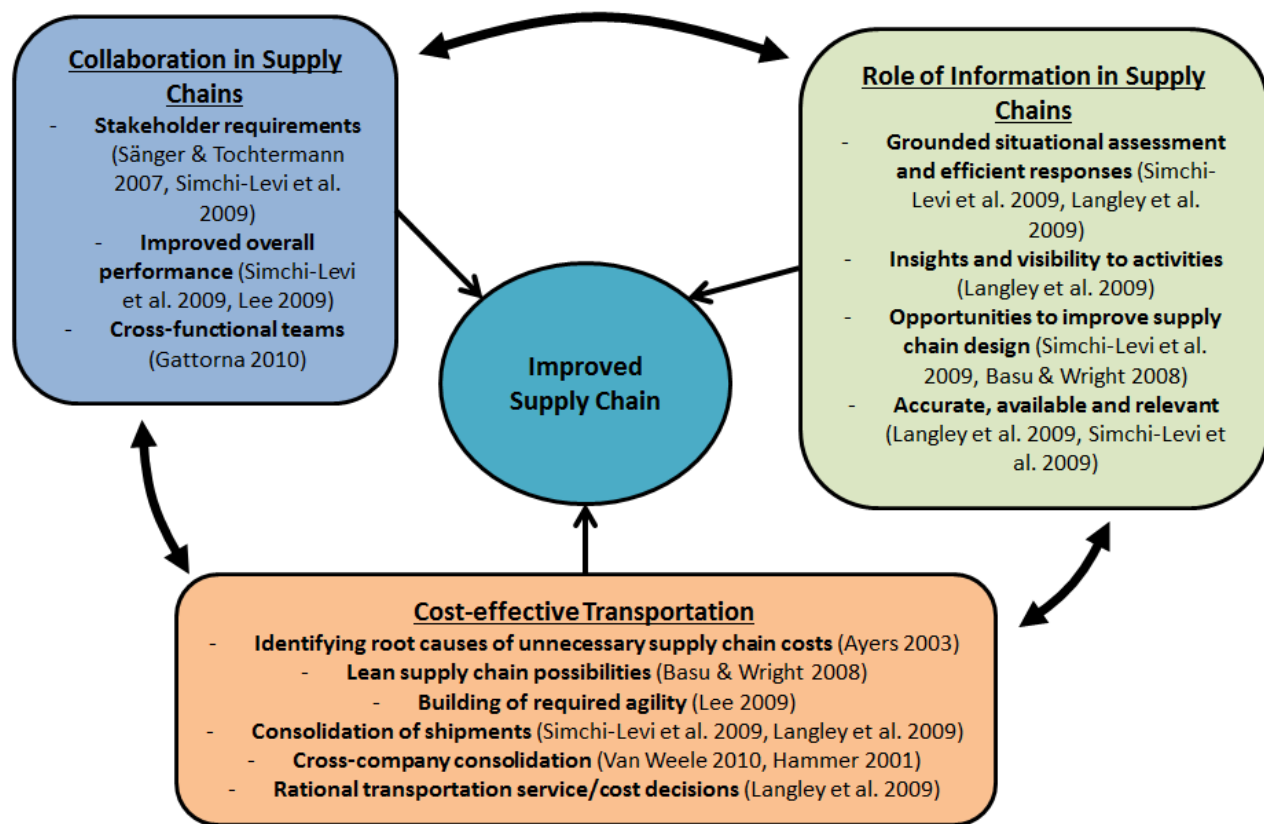 Collaboration in Supply
Chains
- Stakeholder requirements
(Sänger & Tochtermann
2007, Simchi-Levi et al.
2009)
- Improved overall
performance (Simchi-Levi
et al. 2009, Lee 2009)
- Cross-functional teams
(Gattorna 2010)
Role of Information in Supply
Chains
- Grounded situational assessment
and efficient responses (Simchi-
Levi et al. 2009, Langley et al.
2009)
- Insights and visibility to activities
(Langley et al. 2009)
- Opportunities to improve supply
chain design (Simchi-Levi et al.
2009, Basu & Wright 2008)
- Accurate, available and relevant
(Langley et al. 2009, Simchi-Levi et
al. 2009)
Improved
Supply Chain
Cost-effective Transportation
- Identifying root causes of unnecessary supply chain costs (Ayers 2003)
- Lean supply chain possibilities (Basu & Wright 2008)
- Building of required agility (Lee 2009)
- Consolidation of shipments (Simchi-Levi et al. 2009, Langley et al. 2009)
- Cross-company consolidation (Van Weele 2010, Hammer 2001)
- Rational transportation service/cost decisions (Langley et al. 2009)